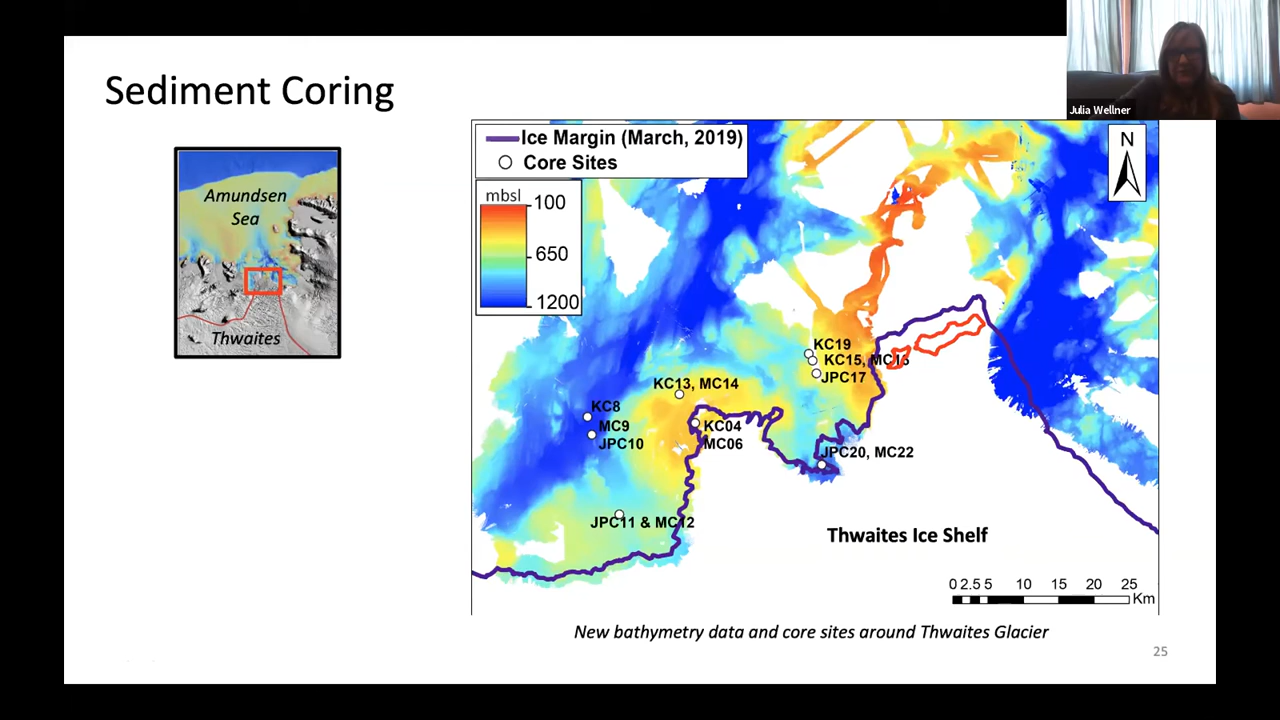 Sediment Coring
Julia Wellner
Amundsen
Sea
Thwaites
Ice Margin (March, 2019)
Core Sites
N
mbsl
100
650
1200
KC19
KC15, MC16
JPC17
KC13, MC14
KC8
MC9
JPC10
KC04
MC06
JPC20, MC22
JPC11 & MC12
Thwaites Ice Shelf
0 2.5 5 10 15 20 25
Km
New bathymetry data and core sites around Thwaites Glacier
25